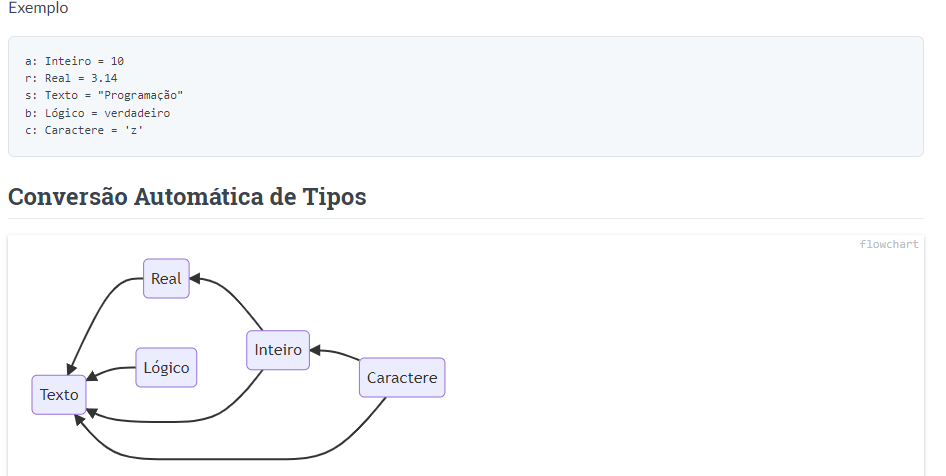 Exemplo
a: Inteiro = 10
r: Real = 3.14
s: Texto = "Programação"
b: Lógico = verdadeiro
c: Caractere = 'z'
Conversão Automática de Tipos
flowchart
Real
Inteiro
Lógico
Caractere
Texto